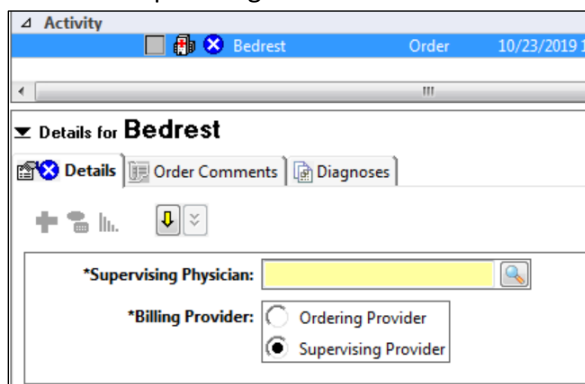 Activity
Bedrest Order 10/23/2019 1
Details for Bedrest
Details Order Comments Diagnoses
*Supervising Physician:
*Billing Provider: Ordering Provider
Supervising Provider